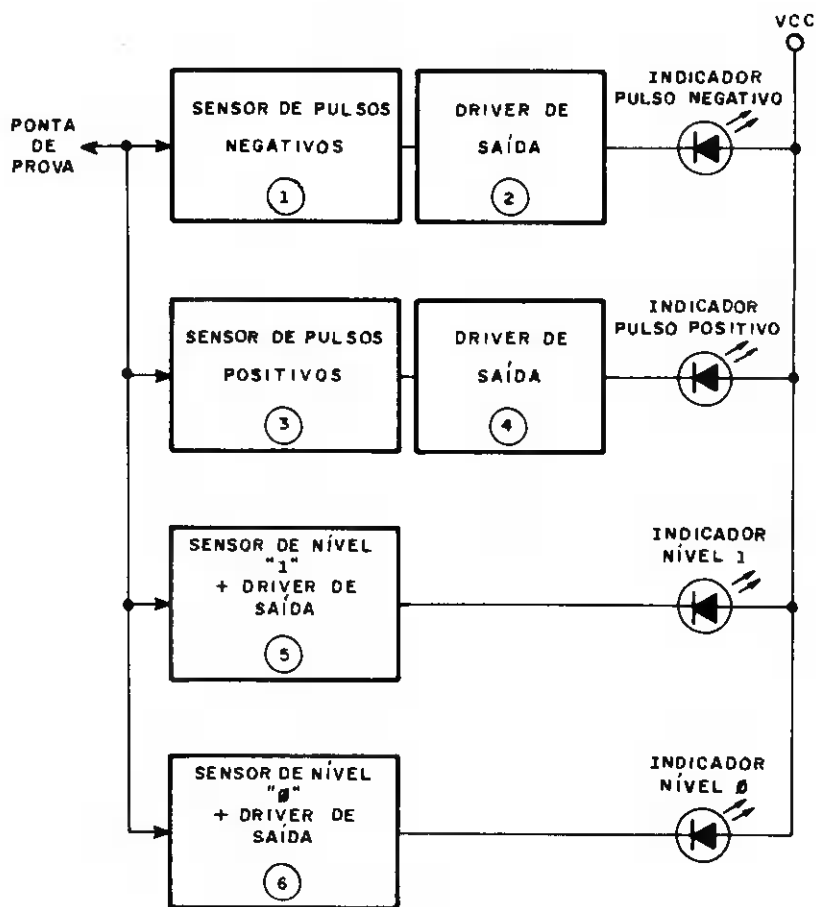 VCC
SENSOR DE PULSOS
NEGATIVOS
1
DRIVER DE
SAÍDA
2
INDICADOR
PULSO NEGATIVO
PONTA
DE
PROVA
SENSOR DE PULSOS
POSITIVOS
3
DRIVER DE
SAÍDA
4
INDICADOR
PULSO POSITIVO
SENSOR DE NÍVEL
"1"
+ DRIVER DE
SAÍDA
5
INDICADOR
NÍVEL 1
SENSOR DE NÍVEL
"Ø"
+ DRIVER DE
SAÍDA
6
INDICADOR
NÍVEL Ø